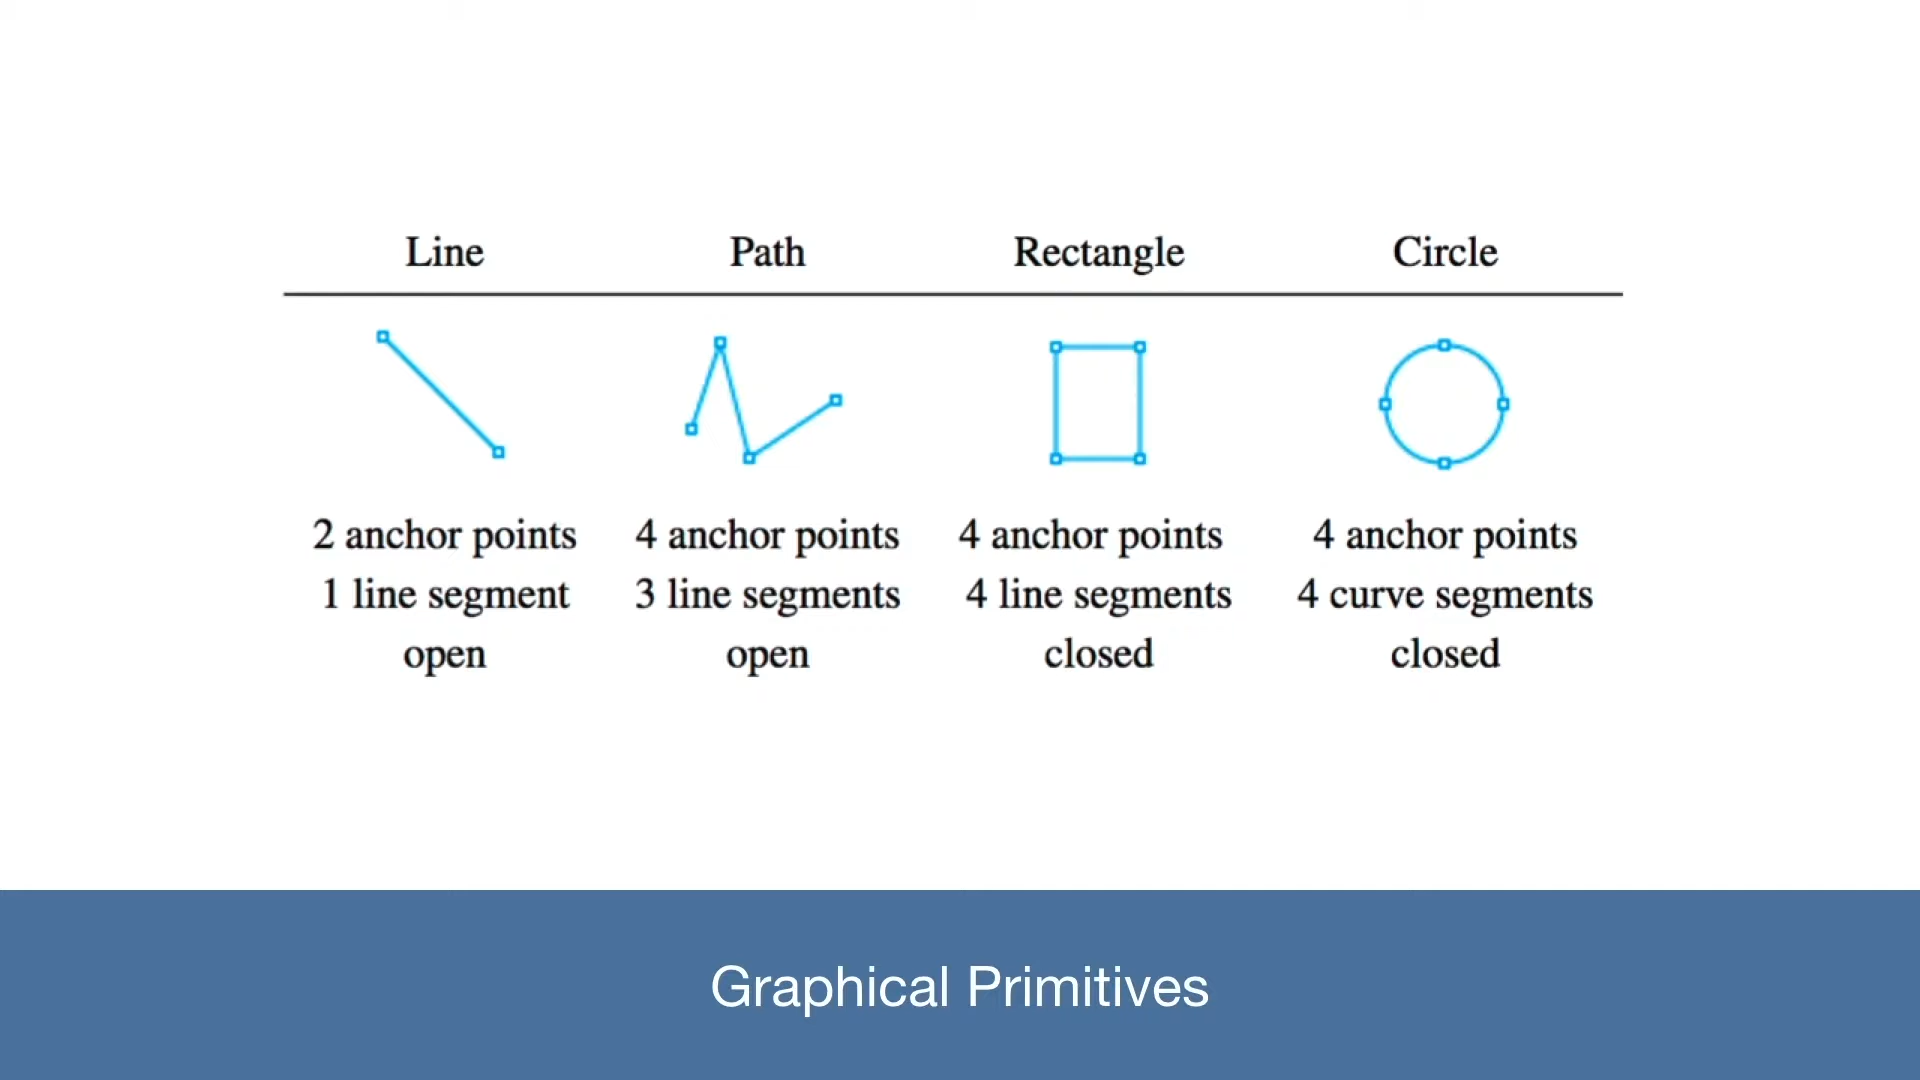 Line Path Rectangle Circle
2 anchor points 4 anchor points 4 anchor points 4 anchor points
1 line segment 3 line segments 4 line segments 4 curve segments
open open closed closed
Graphical Primitives